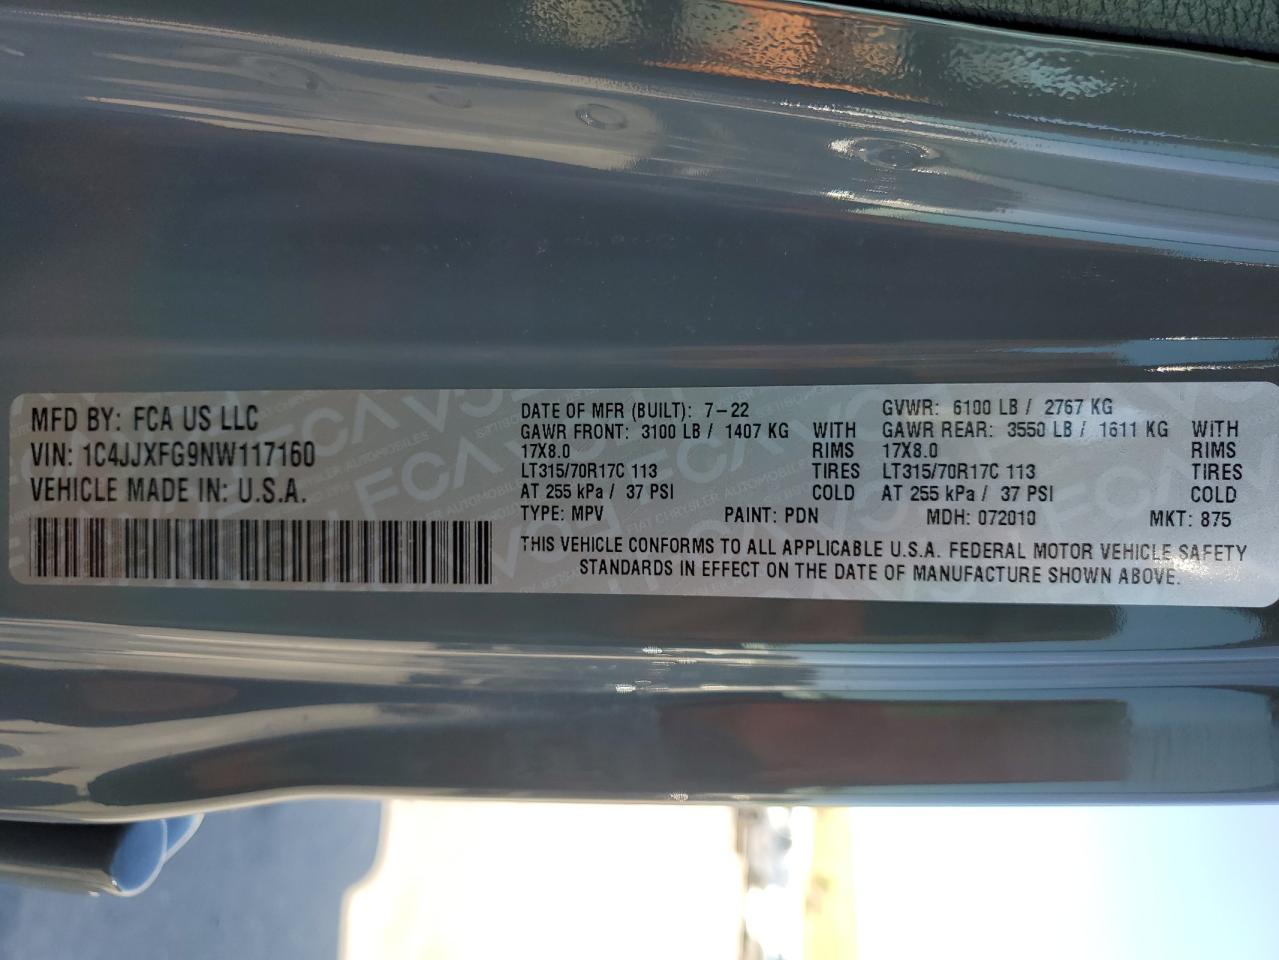 MFD BY: FCA US LLC
VIN: 1C4JJXFG9NW117160
VEHICLE MADE IN: U.S.A.
DATE OF MFR (BUILT): 7-22 GVWR: 6100 LB / 2767 KG
GAWR FRONT: 3100 LB / 1407 KG WITH GAWR REAR: 3550 LB / 1611 KG WITH
17X8.0 RIMS 17X8.0 RIMS
LT315/70R17C 113 TIRES LT315/70R17C 113 TIRES
AT 255 kPa / 37 PSI COLD AT 255 kPa / 37 PSI COLD
TYPE: MPV PAINT: PDN MDH: 072010 MKT: 875
THIS VEHICLE CONFORMS TO ALL APPLICABLE U.S.A. FEDERAL MOTOR VEHICLE SAFETY
STANDARDS IN EFFECT ON THE DATE OF MANUFACTURE SHOWN ABOVE.